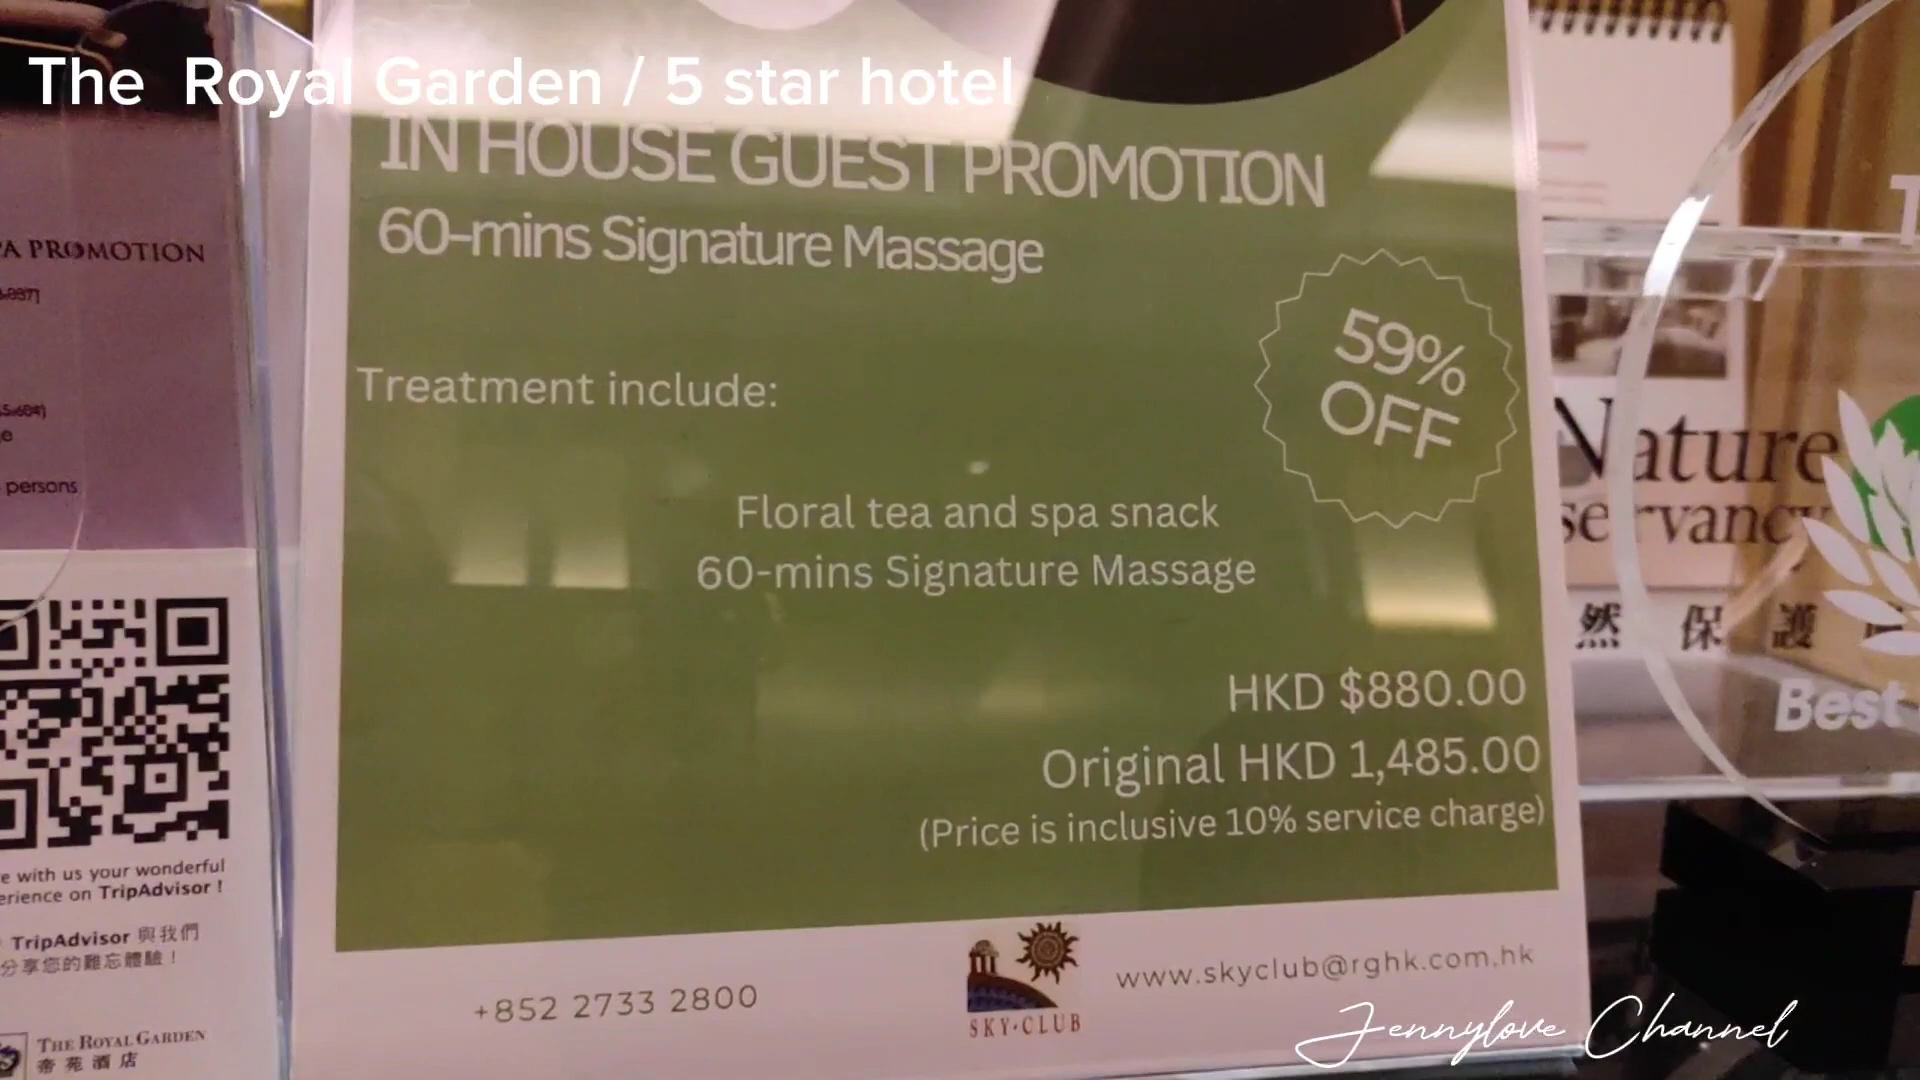 The Royal Garden / 5 star hotel
IN HOUSE GUEST PROMOTION
60-mins Signature Massage
59%
OFF
Treatment include:
Floral tea and spa snack
60-mins Signature Massage
HKD $880.00
Original HKD 1,485.00
(Price is inclusive 10% service charge)
+852 2733 2800
SKY·CLUB
www.skyclub@rghk.com.hk
PROMOTION
persons
with us your wonderful
on TripAdvisor !
TripAdvisor 與我們
分享您的難忘體驗！
THE ROYAL GARDEN
帝苑酒店
Nature
然 保 護
Best
Jennylove Channel